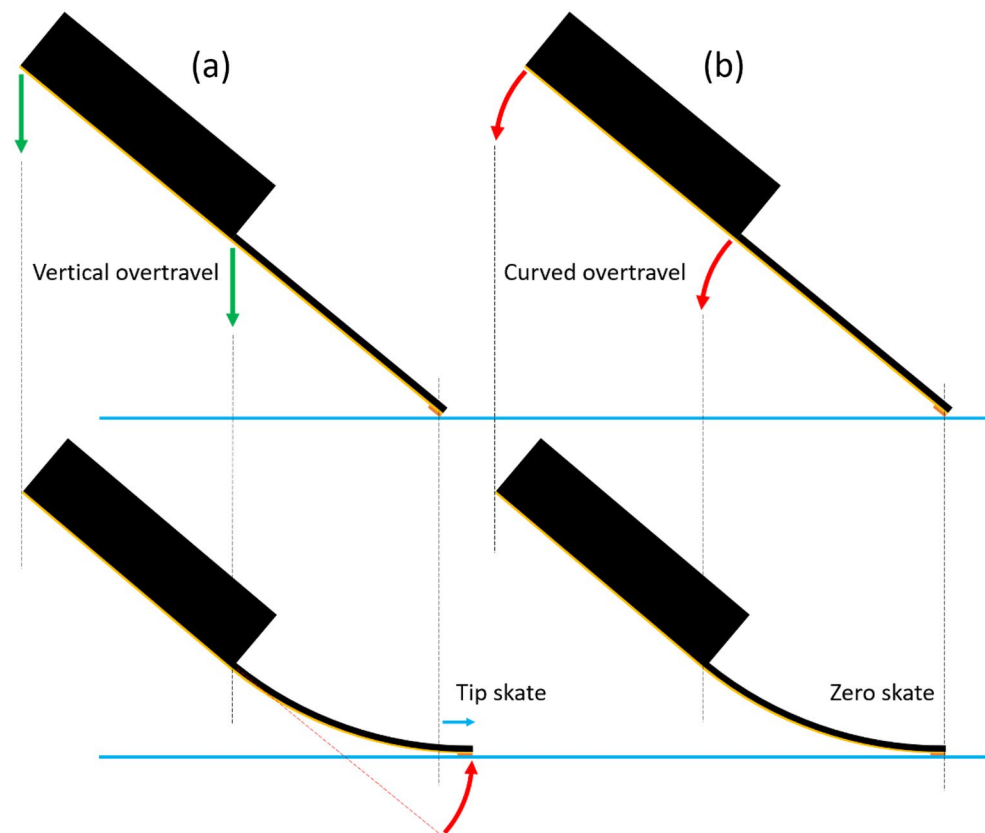 (a)
(b)
Vertical overtravel
Curved overtravel
Tip skate
Zero skate